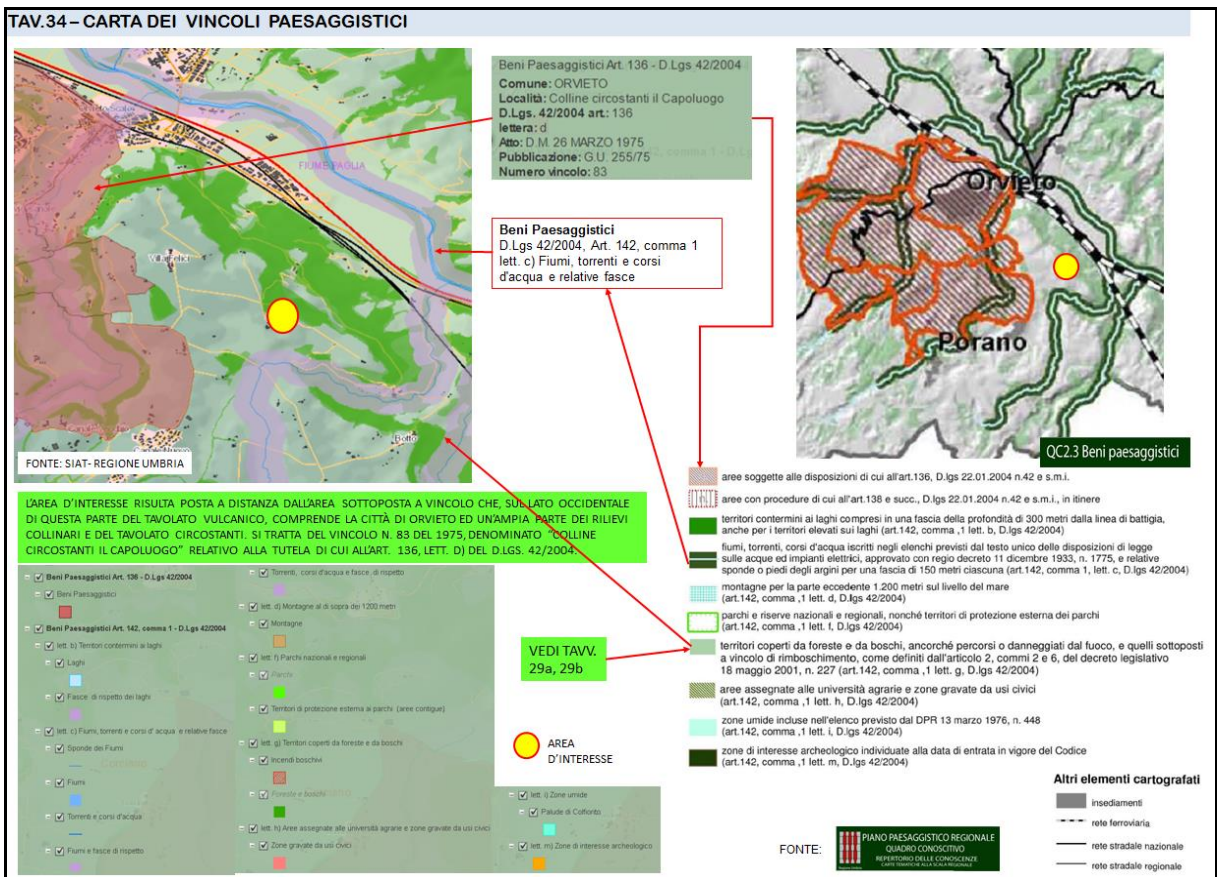 TAV.34 – CARTA DEI VINCOLI PAESAGGISTICI
FIUME PAGLIA
Villa Felici
Botto
FONTE: SIAT- REGIONE UMBRIA
Beni Paesaggistici Art. 136 - D.Lgs 42/2004
Comune: ORVIETO
Località: Colline circostanti il Capoluogo
D.Lgs. 42/2004 art.: 136
lettera: d
Atto: D.M. 26 MARZO 1975
Pubblicazione: G.U. 255/75
Numero vincolo: 83
Beni Paesaggistici
D.Lgs 42/2004, Art. 142, comma 1
lett. c) Fiumi, torrenti e corsi
d'acqua e relative fasce
Orvieto
Porano
QC2.3 Beni paesaggistici
L'AREA D'INTERESSE RISULTA POSTA A DISTANZA DALL'AREA SOTTOPOSTA A VINCOLO CHE, SUL LATO OCCIDENTALE
DI QUESTA PARTE DEL TAVOLATO VULCANICO, COMPRENDE LA CITTÀ DI ORVIETO ED UN'AMPIA PARTE DEI RILIEVI
COLLINARI E DEL TAVOLATO CIRCOSTANTI. SI TRATTA DEL VINCOLO N. 83 DEL 1975, DENOMINATO "COLLINE
CIRCOSTANTI IL CAPOLUOGO" RELATIVO ALLA TUTELA DI CUI ALL'ART. 136, LETT. D) DEL D.LGS. 42/2004.
Beni Paesaggistici Art. 136 - D.Lgs 42/2004
Beni Paesaggistici
Beni Paesaggistici Art. 142, comma 1 - D.Lgs 42/2004
lett. b) Territori contermini ai laghi
Laghi
Fasce di rispetto dei laghi
lett. c) Fiumi, torrenti e corsi d' acqua e relative fasce
Sponde dei Fiumi
Fiumi
Torrenti e corsi d'acqua
Fiumi e fasce di rispetto
Torrenti, corsi d'acqua e fasce di rispetto
lett. d) Montagne al di sopra dei 1200 metri
Montagne
lett. f) Parchi nazionali e regionali
Parchi
Territori di protezione esterna ai parchi (aree contigue)
lett. g) Territori coperti da foreste e da boschi
Incendi boschivi
Foreste e boschi
lett. h) Aree assegnate alle università agrarie e zone gravate da usi civici
Zone gravate da usi civici
lett. i) Zone umide
Palude di Colfiorito
lett. m) Zone di interesse archeologico
VEDI TAVV.
29a, 29b
AREA
D'INTERESSE
aree soggette alle disposizioni di cui all'art.136, D.lgs 22.01.2004 n.42 e s.m.i.
aree con procedure di cui all'art.138 e succ., D.lgs 22.01.2004 n.42 e s.m.i., in itinere
territori contermini ai laghi compresi in una fascia della profondità di 300 metri dalla linea di battigia,
anche per i territori elevati sui laghi (art.142, comma ,1 lett. b, D.lgs 42/2004)
fiumi, torrenti, corsi d'acqua iscritti negli elenchi previsti dal testo unico delle disposizioni di legge
sulle acque ed impianti elettrici, approvato con regio decreto 11 dicembre 1933, n. 1775, e relative
sponde o piedi degli argini per una fascia di 150 metri ciascuna (art.142, comma 1, lett. c, D.lgs 42/2004)
montagne per la parte eccedente 1.200 metri sul livello del mare
(art.142, comma ,1 lett. d, D.lgs 42/2004)
parchi e riserve nazionali e regionali, nonché territori di protezione esterna dei parchi
(art.142, comma ,1 lett. f, D.lgs 42/2004)
territori coperti da foreste e da boschi, ancorché percorsi o danneggiati dal fuoco, e quelli sottoposti
a vincolo di rimboschimento, come definiti dall'articolo 2, commi 2 e 6, del decreto legislativo
18 maggio 2001, n. 227 (art.142, comma ,1 lett. g, D.lgs 42/2004)
aree assegnate alle università agrarie e zone gravate da usi civici
(art.142, comma ,1 lett. h, D.lgs 42/2004)
zone umide incluse nell'elenco previsto dal DPR 13 marzo 1976, n. 448
(art.142, comma ,1 lett. i, D.lgs 42/2004)
zone di interesse archeologico individuate alla data di entrata in vigore del Codice
(art.142, comma ,1 lett. m, D.lgs 42/2004)
Altri elementi cartografati
insediamenti
rete ferroviaria
rete stradale nazionale
rete stradale regionale
FONTE:
PIANO PAESAGGISTICO REGIONALE
QUADRO CONOSCITIVO
REPERTORIO DELLE CONOSCENZE
CARTE TEMATICHE ALLA SCALA REGIONALE